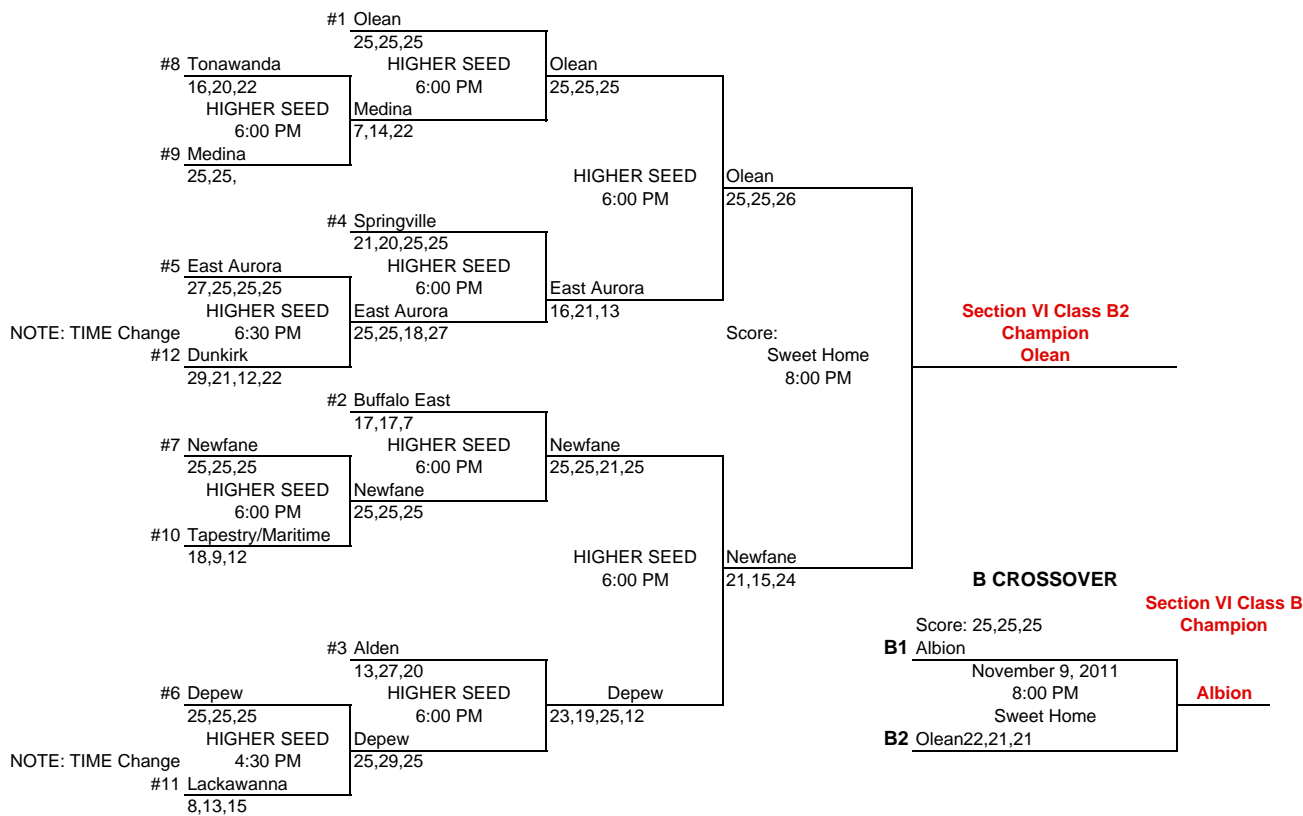 #1 Olean
25,25,25
#8 Tonawanda
HIGHER SEED
Olean
16,20,22
6:00 PM
25,25,25
HIGHER SEED
Medina
6:00 PM
7,14,22
#9 Medina
25,25,
HIGHER SEED
Olean
6:00 PM
25,25,26
#4 Springville
21,20,25,25
#5 East Aurora
HIGHER SEED
27,25,25,25
6:00 PM
East Aurora
HIGHER SEED
East Aurora
16,21,13
NOTE: TIME Change
6:30 PM
25,25,18,27
#12 Dunkirk
29,21,12,22
Score:
Sweet Home
8:00 PM
Section VI Class B2
Champion
Olean
#2 Buffalo East
17,17,7
#7 Newfane
HIGHER SEED
Newfane
25,25,25
6:00 PM
25,25,21,25
HIGHER SEED
Newfane
6:00 PM
25,25,25
#10 Tapestry/Maritime
18,9,12
HIGHER SEED
Newfane
6:00 PM
21,15,24
#3 Alden
13,27,20
#6 Depew
HIGHER SEED
Depew
25,25,25
6:00 PM
23,19,25,12
HIGHER SEED
Depew
NOTE: TIME Change
4:30 PM
25,29,25
#11 Lackawanna
8,13,15
B CROSSOVER
Section VI Class B
Champion
Score: 25,25,25
B1 Albion
November 9, 2011
8:00 PM
Albion
Sweet Home
B2 Olean22,21,21